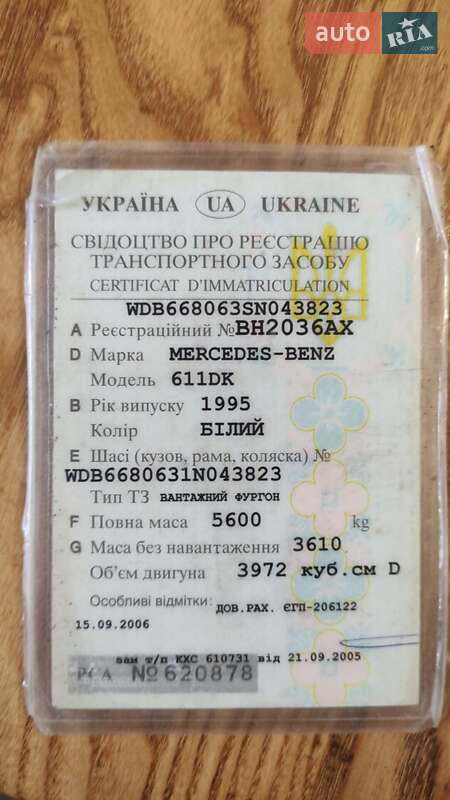 auto RIA.com
УКРАЇНА UA UKRAINE
СВІДОЦТВО ПРО РЕЄСТРАЦІЮ
ТРАНСПОРТНОГО ЗАСОБУ
CERTIFICAT D'IMMATRICULATION
WDB668063SN043823
A Реєстраційний № BH2036AX
D Марка MERCEDES-BENZ
Модель 611DK
B Рік випуску 1995
Колір БІЛИЙ
E Шасі (кузов, рама, коляска) №
WDB6680631N043823
Тип ТЗ ВАНТАЖНИЙ ФУРГОН
F Повна маса 5600 kg
G Маса без навантаження 3610
Об'єм двигуна 3972 куб.см D
Особливі відмітки: ДОВ.РАХ. ЄГП-206122
15.09.2006
зам т/п КХС 610731 від 21.09.2005
РСА №620878